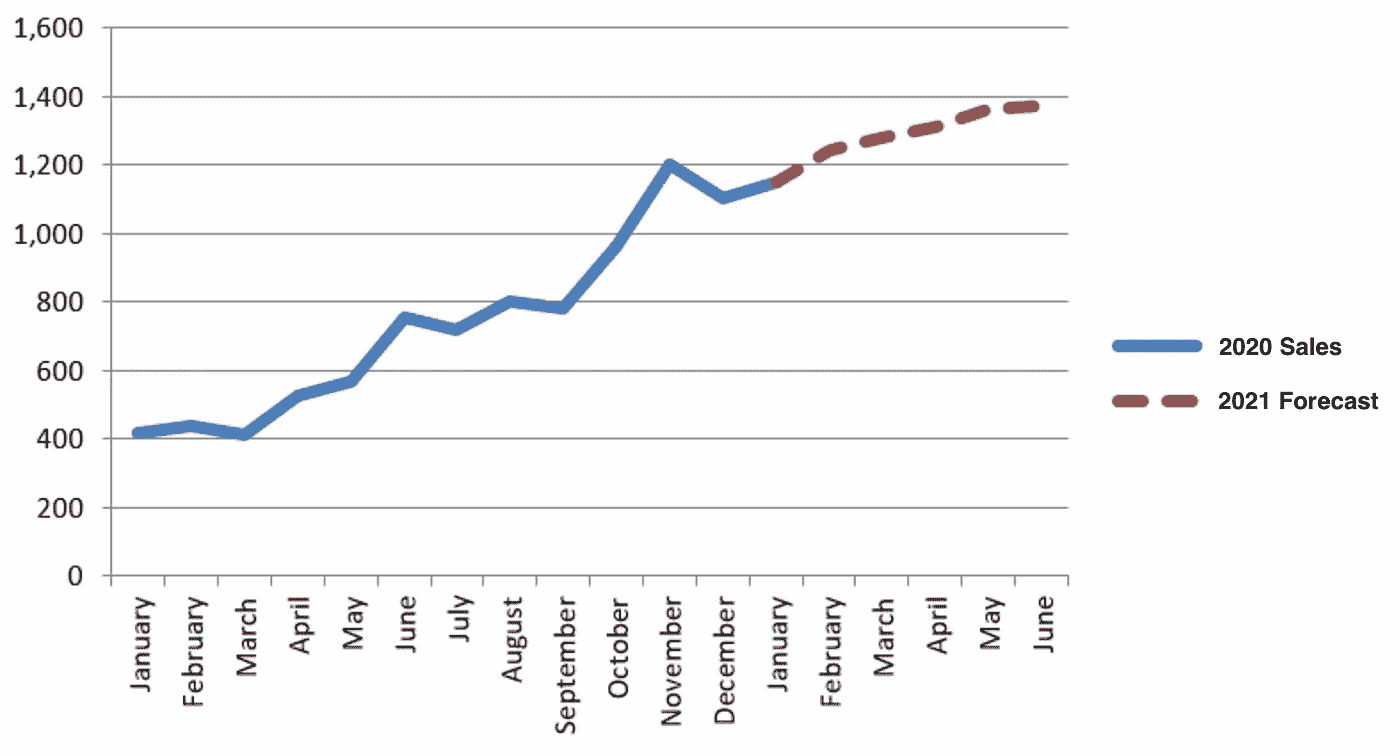 1,600
1,400
1,200
1,000
800
600
400
200
0
January
February
March
April
May
June
July
August
September
October
November
December
January
February
March
April
May
June
2020 Sales
2021 Forecast